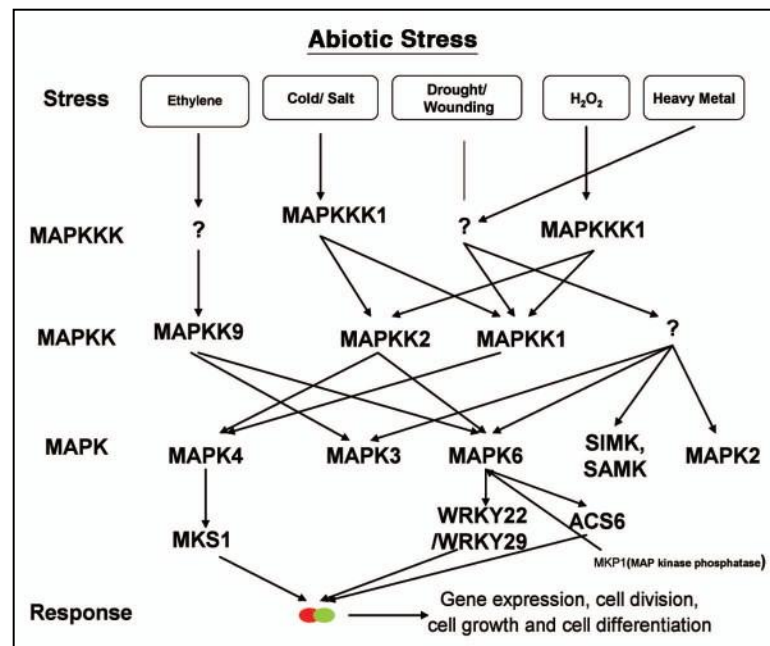 Abiotic Stress
Stress
Ethylene
Cold/ Salt
Drought/
Wounding
H₂O₂
Heavy Metal
MAPKKK
?
MAPKKK1
?
MAPKKK1
MAPKK
MAPKK9
MAPKK2
MAPKK1
?
MAPK
MAPK4
MAPK3
MAPK6
SIMK,
SAMK
MAPK2
MKS1
WRKY22
/WRKY29
ACS6
MKP1(MAP kinase phosphatase)
Response
Gene expression, cell division,
cell growth and cell differentiation